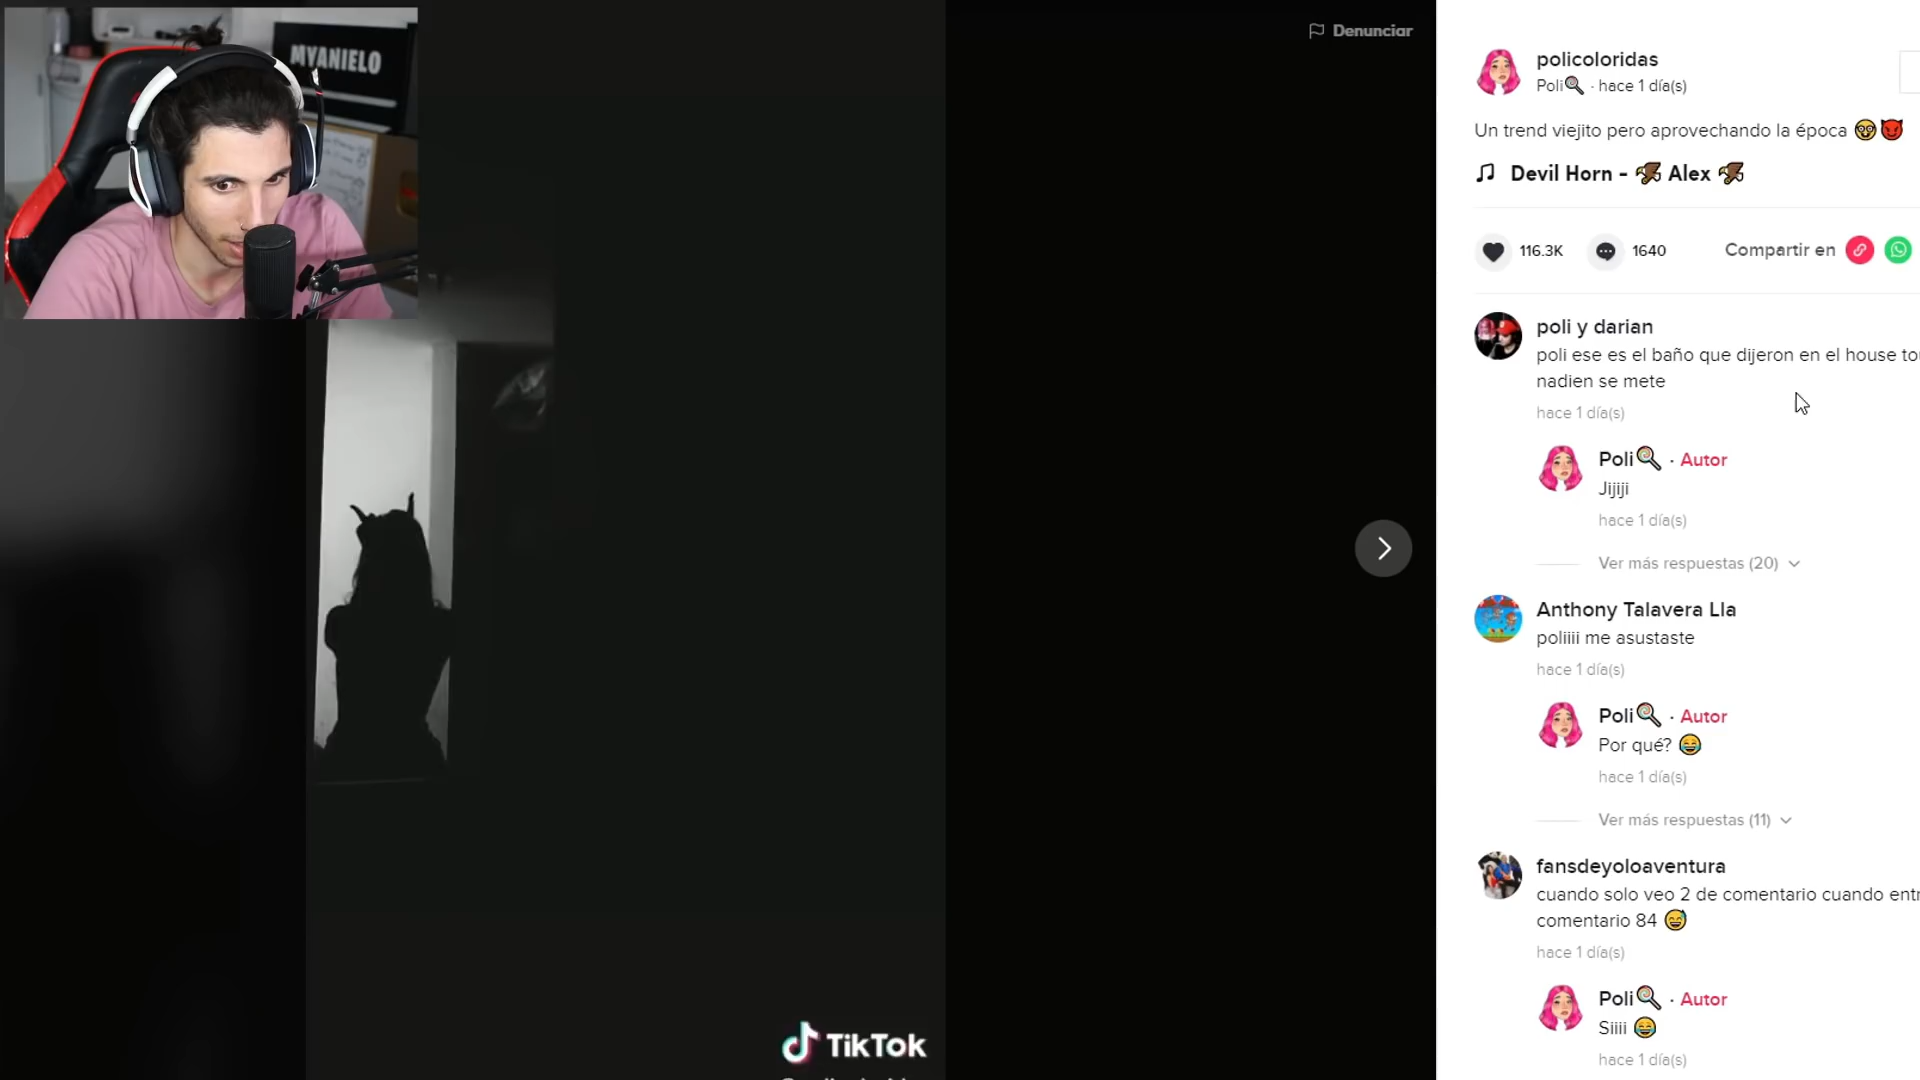 MYANIELO
Denunciar
policoloridas
Poli🍭 · hace 1 día(s)
Un trend viejito pero aprovechando la época 🤓😈
Devil Horn - 🦅 Alex 🦅
116.3K
1640
Compartir en
poli y darian
poli ese es el baño que dijeron en el house
nadien se mete
hace 1 día(s)
Poli🍭 · Autor
Jijiji
hace 1 día(s)
Ver más respuestas (20)
Anthony Talavera Lla
poliiii me asustaste
hace 1 día(s)
Poli🍭 · Autor
Por qué? 😂
hace 1 día(s)
Ver más respuestas (11)
fansdeyoloaventura
cuando solo veo 2 de comentario cuando
comentario 84 😅
hace 1 día(s)
Poli🍭 · Autor
Siiii 😂
hace 1 día(s)
TikTok